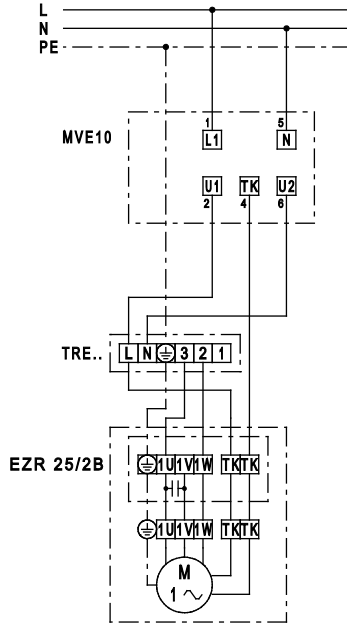 L
N
PE
1 5
MVE10 L1 N
U1 TK U2
2 4 6
TRE.. L N 3 2 1
EZR 25/2B 1U 1V 1W TK TK
1U 1V 1W TK TK
M
1